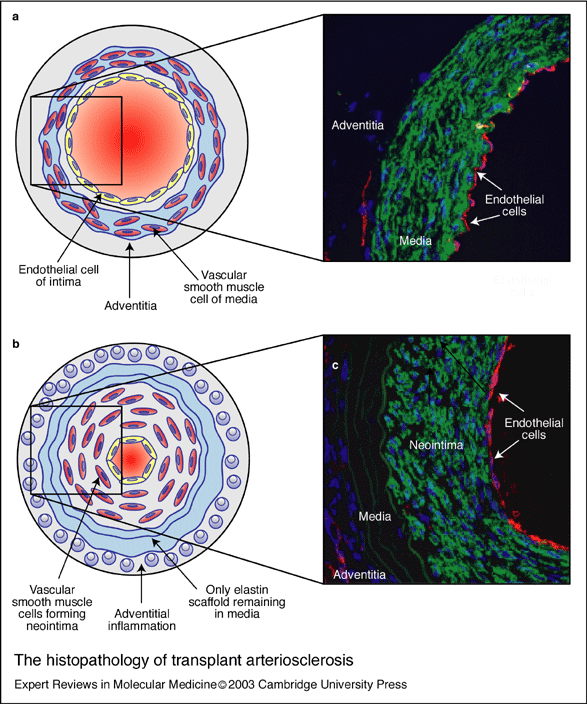 a
Adventitia
Endothelial
cells
Media
Endothelial cell
of intima
Adventitia
Vascular
smooth muscle
cell of media
b
c
Endothelial
cells
Neointima
Media
Adventitia
Vascular
smooth muscle
cells forming
neointima
Adventitial
inflammation
Only elastin
scaffold remaining
in media
The histopathology of transplant arteriosclerosis
Expert Reviews in Molecular Medicine©2003 Cambridge University Press